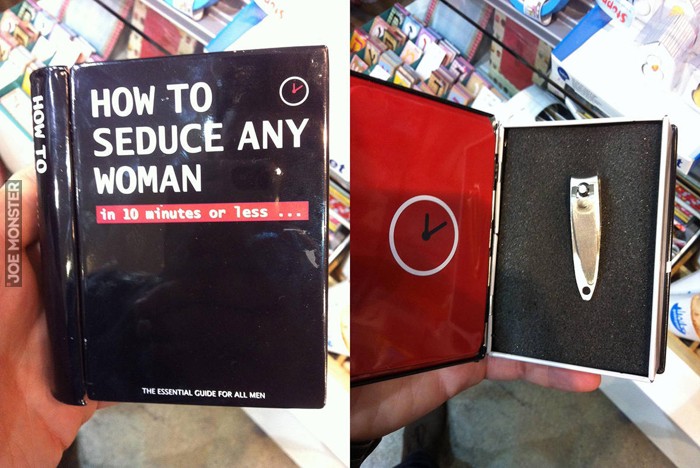 HOW TO
HOW TO
SEDUCE ANY
WOMAN
in 10 minutes or less ...
THE ESSENTIAL GUIDE FOR ALL MEN
JOE MONSTER